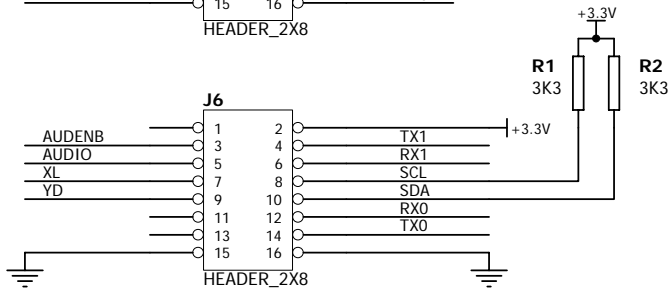 15 16
HEADER_2X8
+3.3V
R1 R2
3K3 3K3
J6
1 2 +3.3V
AUDENB 3 4 TX1
AUDIO 5 6 RX1
XL 7 8 SCL
YD 9 10 SDA
11 12 RX0
13 14 TX0
15 16
HEADER_2X8